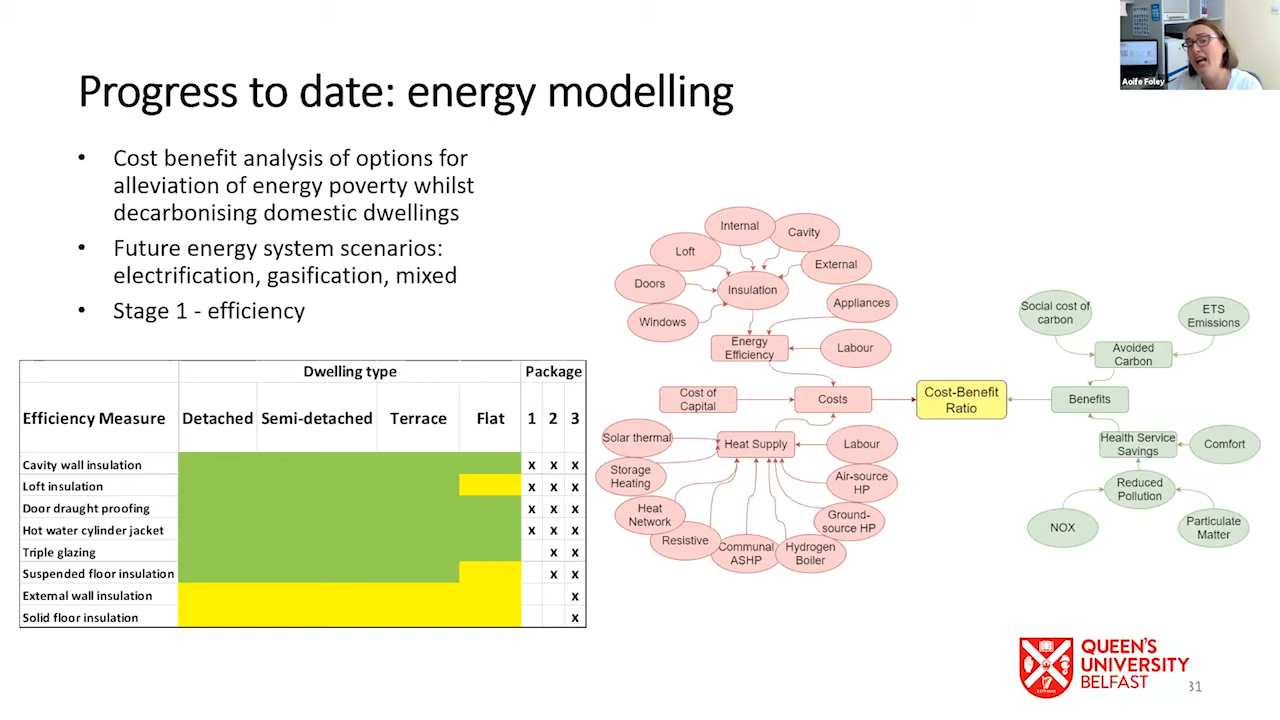 Aoife Foley
Progress to date: energy modelling
• Cost benefit analysis of options for
alleviation of energy poverty whilst
decarbonising domestic dwellings
• Future energy system scenarios:
electrification, gasification, mixed
• Stage 1 - efficiency
Dwelling type Package
Efficiency Measure Detached Semi-detached Terrace Flat 1 2 3
Cavity wall insulation x x x
Loft insulation x x x
Door draught proofing x x x
Hot water cylinder jacket x x x
Triple glazing x x
Suspended floor insulation x x
External wall insulation x
Solid floor insulation x
Internal
Cavity
Loft
External
Doors
Insulation
Windows
Appliances
Energy
Efficiency
Labour
Cost of
Capital
Costs
Cost-Benefit
Ratio
Solar thermal
Heat Supply
Labour
Storage
Heating
Air-source
HP
Heat
Network
Ground-
source HP
Resistive
Communal
ASHP
Hydrogen
Boiler
Social cost of
carbon
ETS
Emissions
Avoided
Carbon
Benefits
Health Service
Savings
Comfort
Reduced
Pollution
NOX
Particulate
Matter
QUEEN'S
UNIVERSITY
BELFAST
31